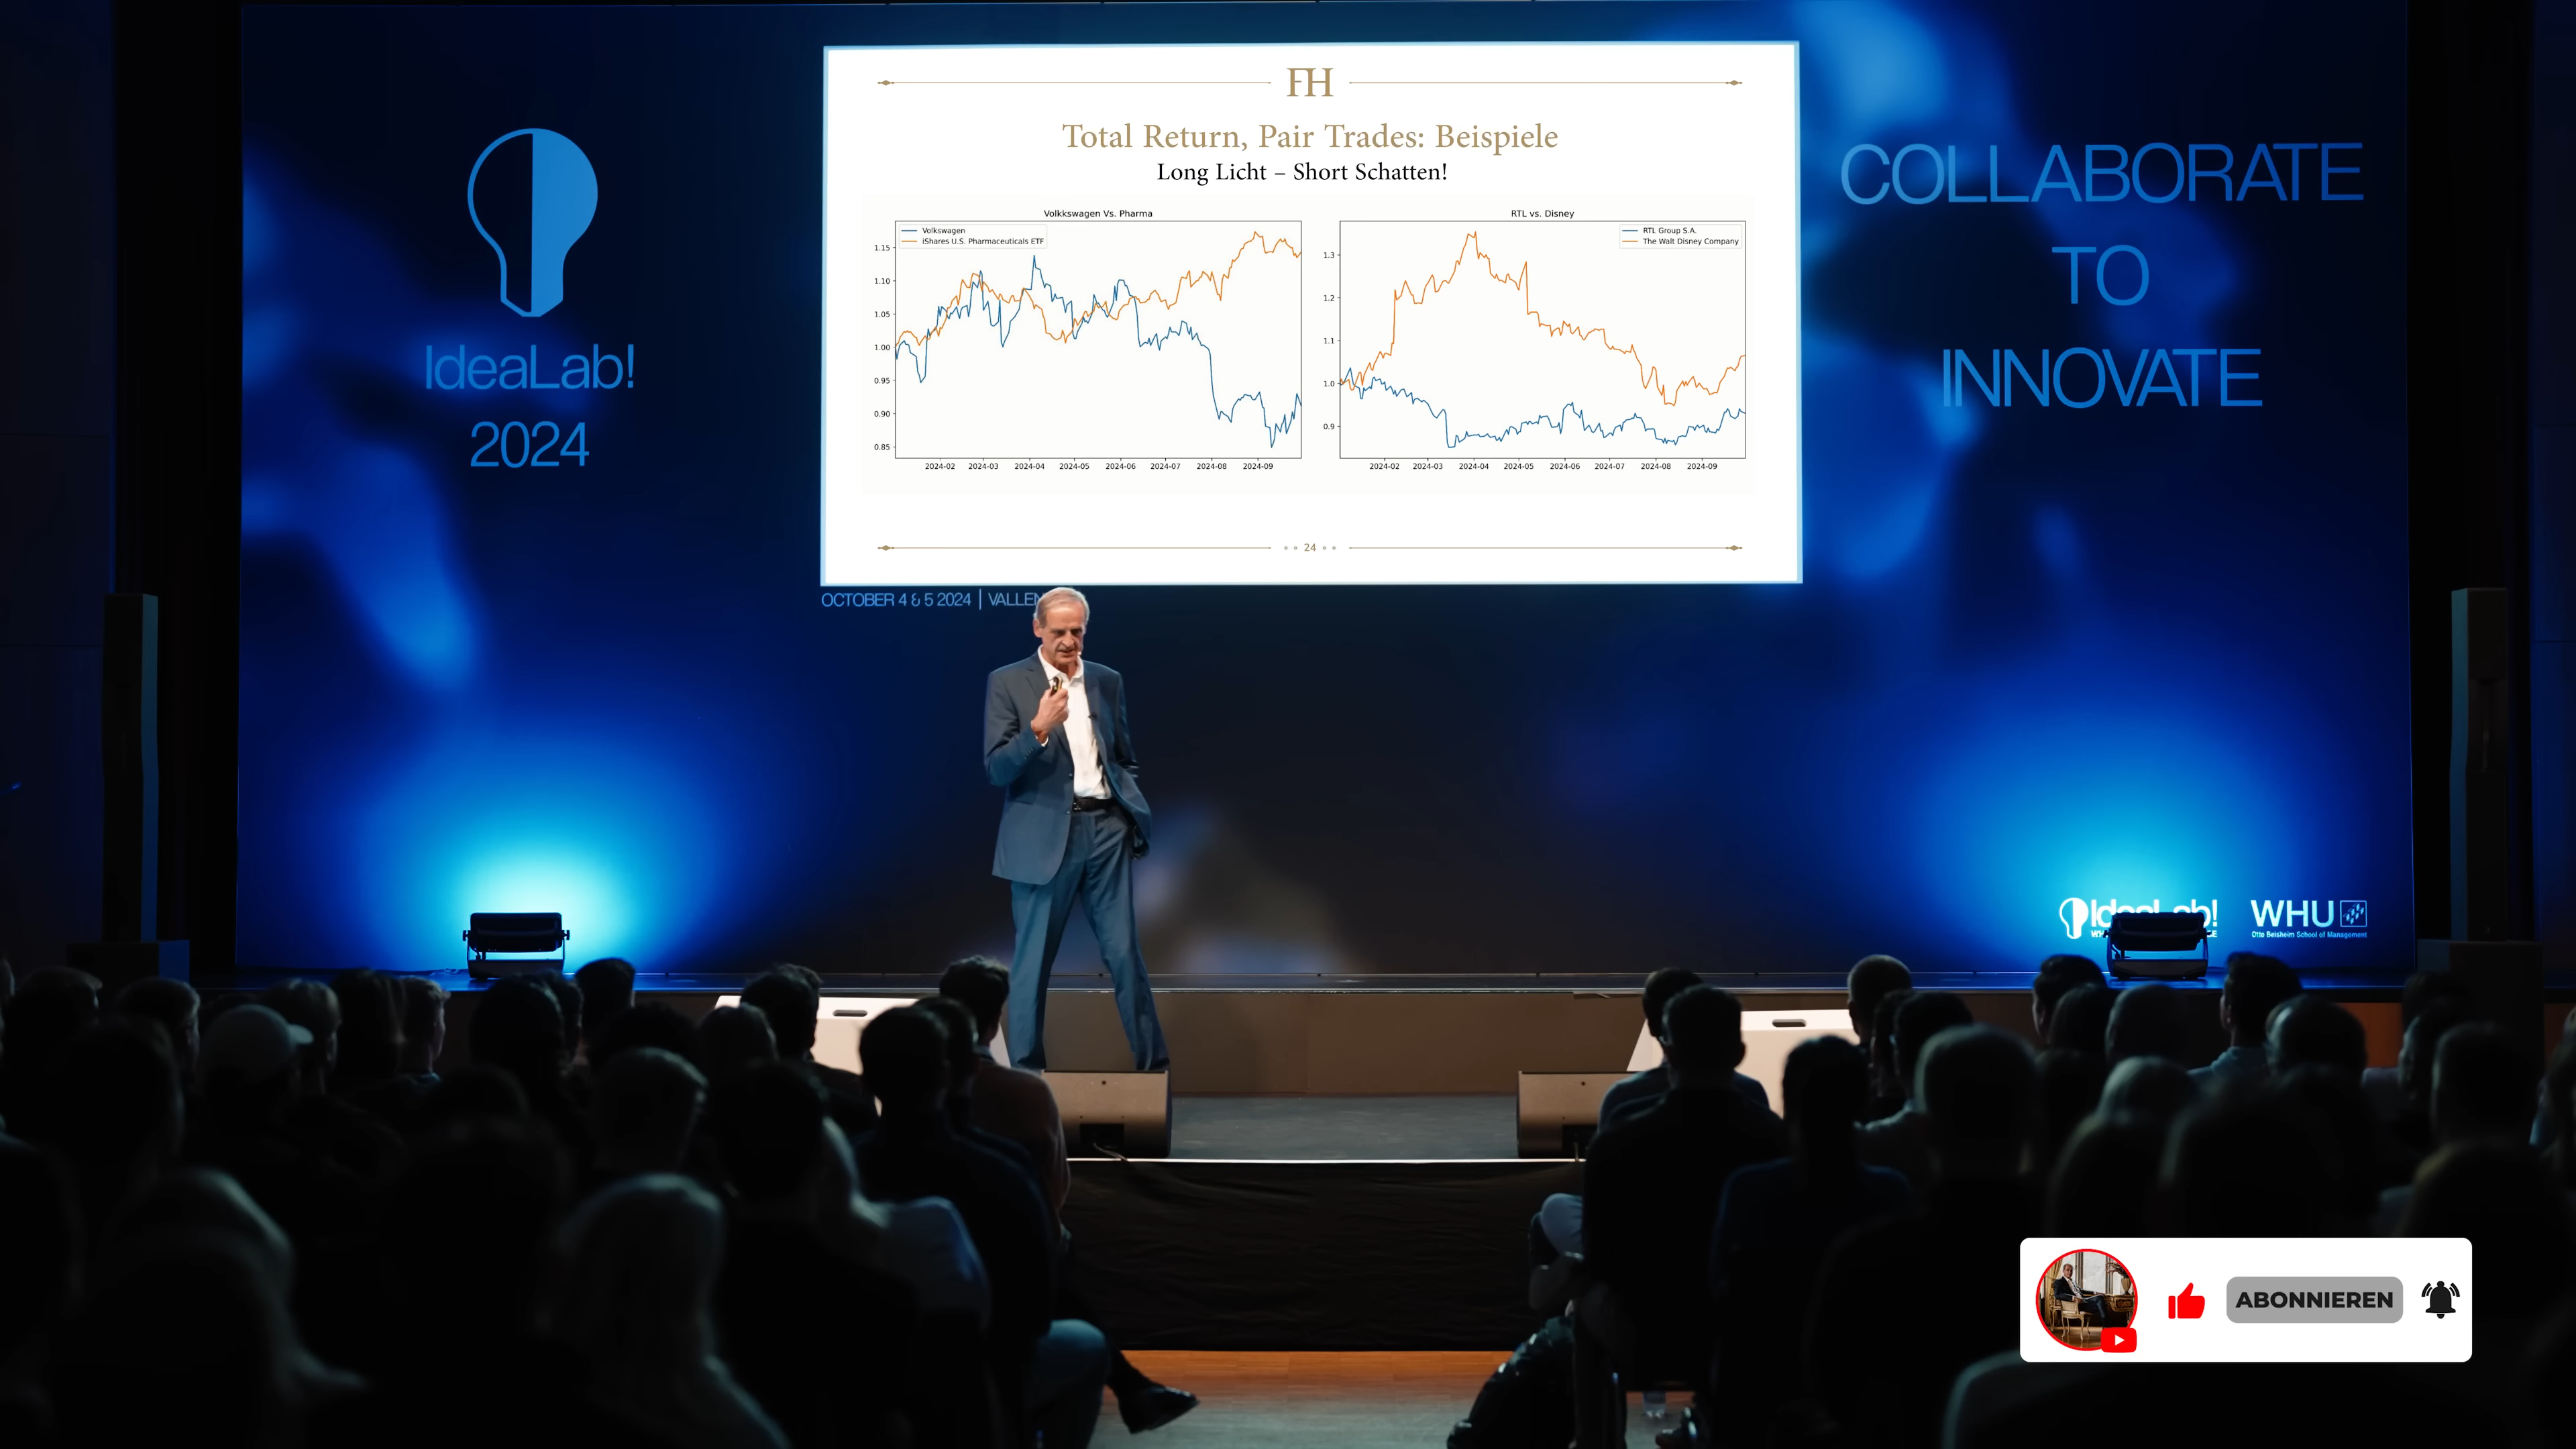 FH
Total Return, Pair Trades: Beispiele
Long Licht – Short Schatten!
Volkkswagen Vs. Pharma
Volkswagen
iShares U.S. Pharmaceuticals ETF
1.15
1.10
1.05
1.00
0.95
0.90
0.85
2024-02 2024-03 2024-04 2024-05 2024-06 2024-07 2024-08 2024-09
RTL vs. Disney
RTL Group S.A.
The Walt Disney Company
1.3
1.2
1.1
1.0
0.9
2024-02 2024-03 2024-04 2024-05 2024-06 2024-07 2024-08 2024-09
24
IdeaLab!
2024
COLLABORATE
TO
INNOVATE
OCTOBER 4 & 5 2024 | VALLEN
IdeaLab!
WHU
Otto Beisheim School of Management
ABONNIEREN